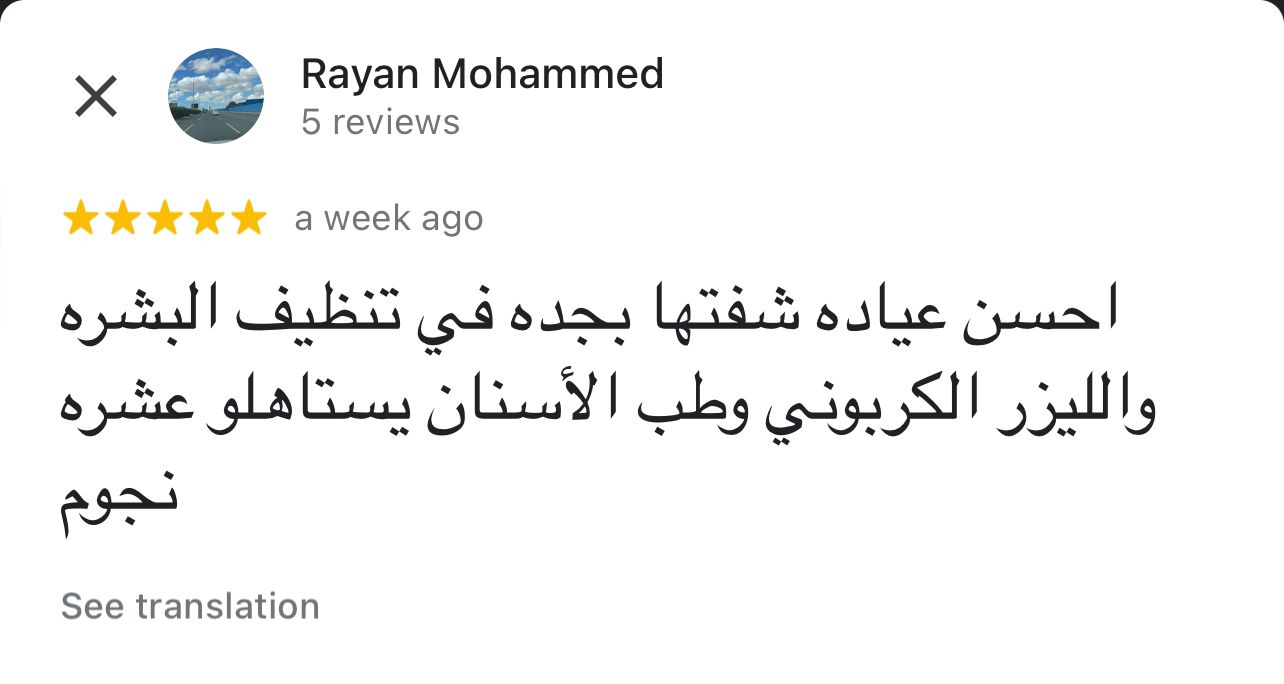 Rayan Mohammed
5 reviews
a week ago
احسن عياده شفتها بجده في تنظيف البشره
والليزر الكربوني وطب الأسنان يستاهلو عشره
نجوم
See translation